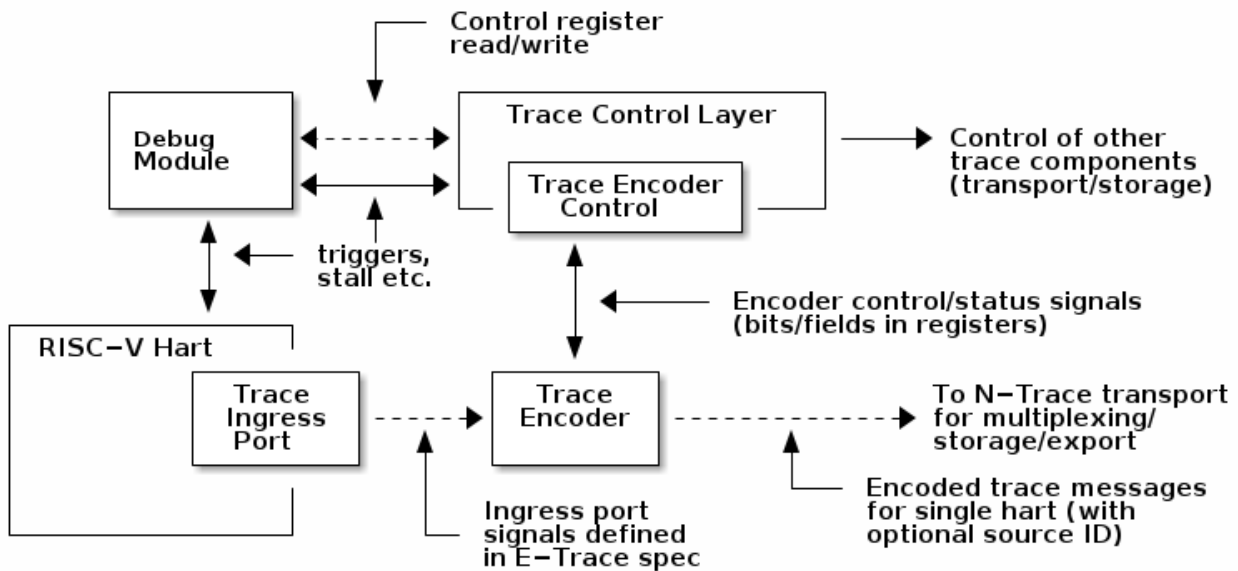 Control register
read/write
Debug
Module
Trace Control Layer
Trace Encoder
Control
Control of other
trace components
(transport/storage)
triggers,
stall etc.
Encoder control/status signals
(bits/fields in registers)
RISC−V Hart
Trace
Ingress
Port
Trace
Encoder
To N−Trace transport
for multiplexing/
storage/export
Ingress port
signals defined
in E−Trace spec
Encoded trace messages
for single hart (with
optional source ID)